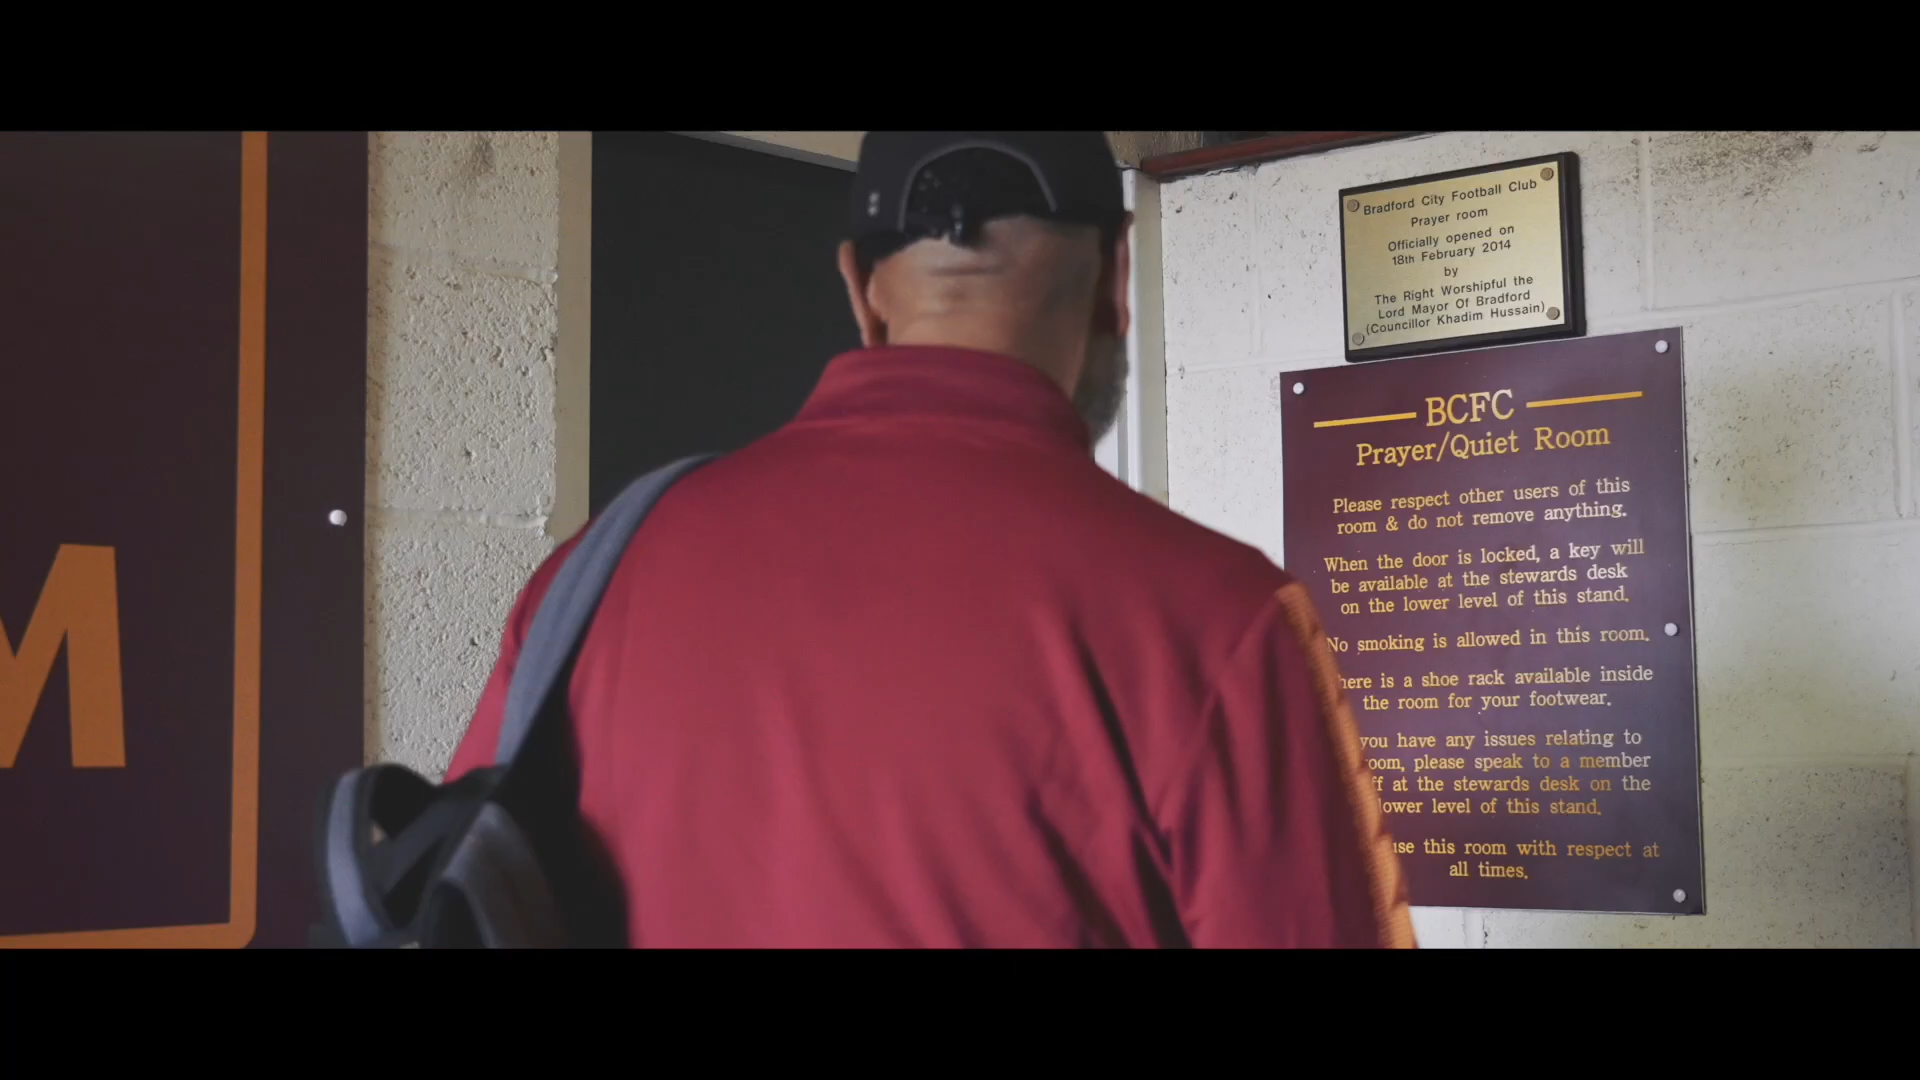 M
Bradford City Football Club
Prayer room
Officially opened on
18th February 2014
by
The Right Worshipful the
Lord Mayor Of Bradford
(Councillor Khadim Hussain)
BCFC
Prayer/Quiet Room
Please respect other users of this
room & do not remove anything.
When the door is locked, a key will
be available at the stewards desk
on the lower level of this stand.
No smoking is allowed in this room.
is a shoe rack available inside
the room for your footwear.
you have any issues relating to
please speak to a member
at the stewards desk on the
lower level of this stand.
use this room with respect at
all times.